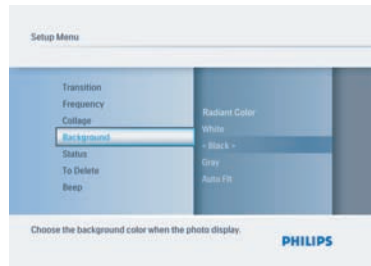 Setup Menu
Transition
Frequency
Collage
Background
Status
To Delete
Beep
Radiant Color
White
< Black >
Gray
Auto Fit
Choose the background color when the photo display.
PHILIPS